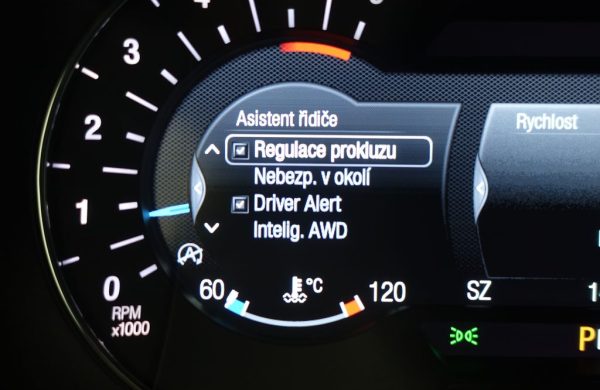 3
2
1
0
RPM
x1000
Asistent řidiče
Regulace prokluzu
Nebezp. v okolí
Driver Alert
Intelig. AWD
60
°C
120
Rychlost
SZ